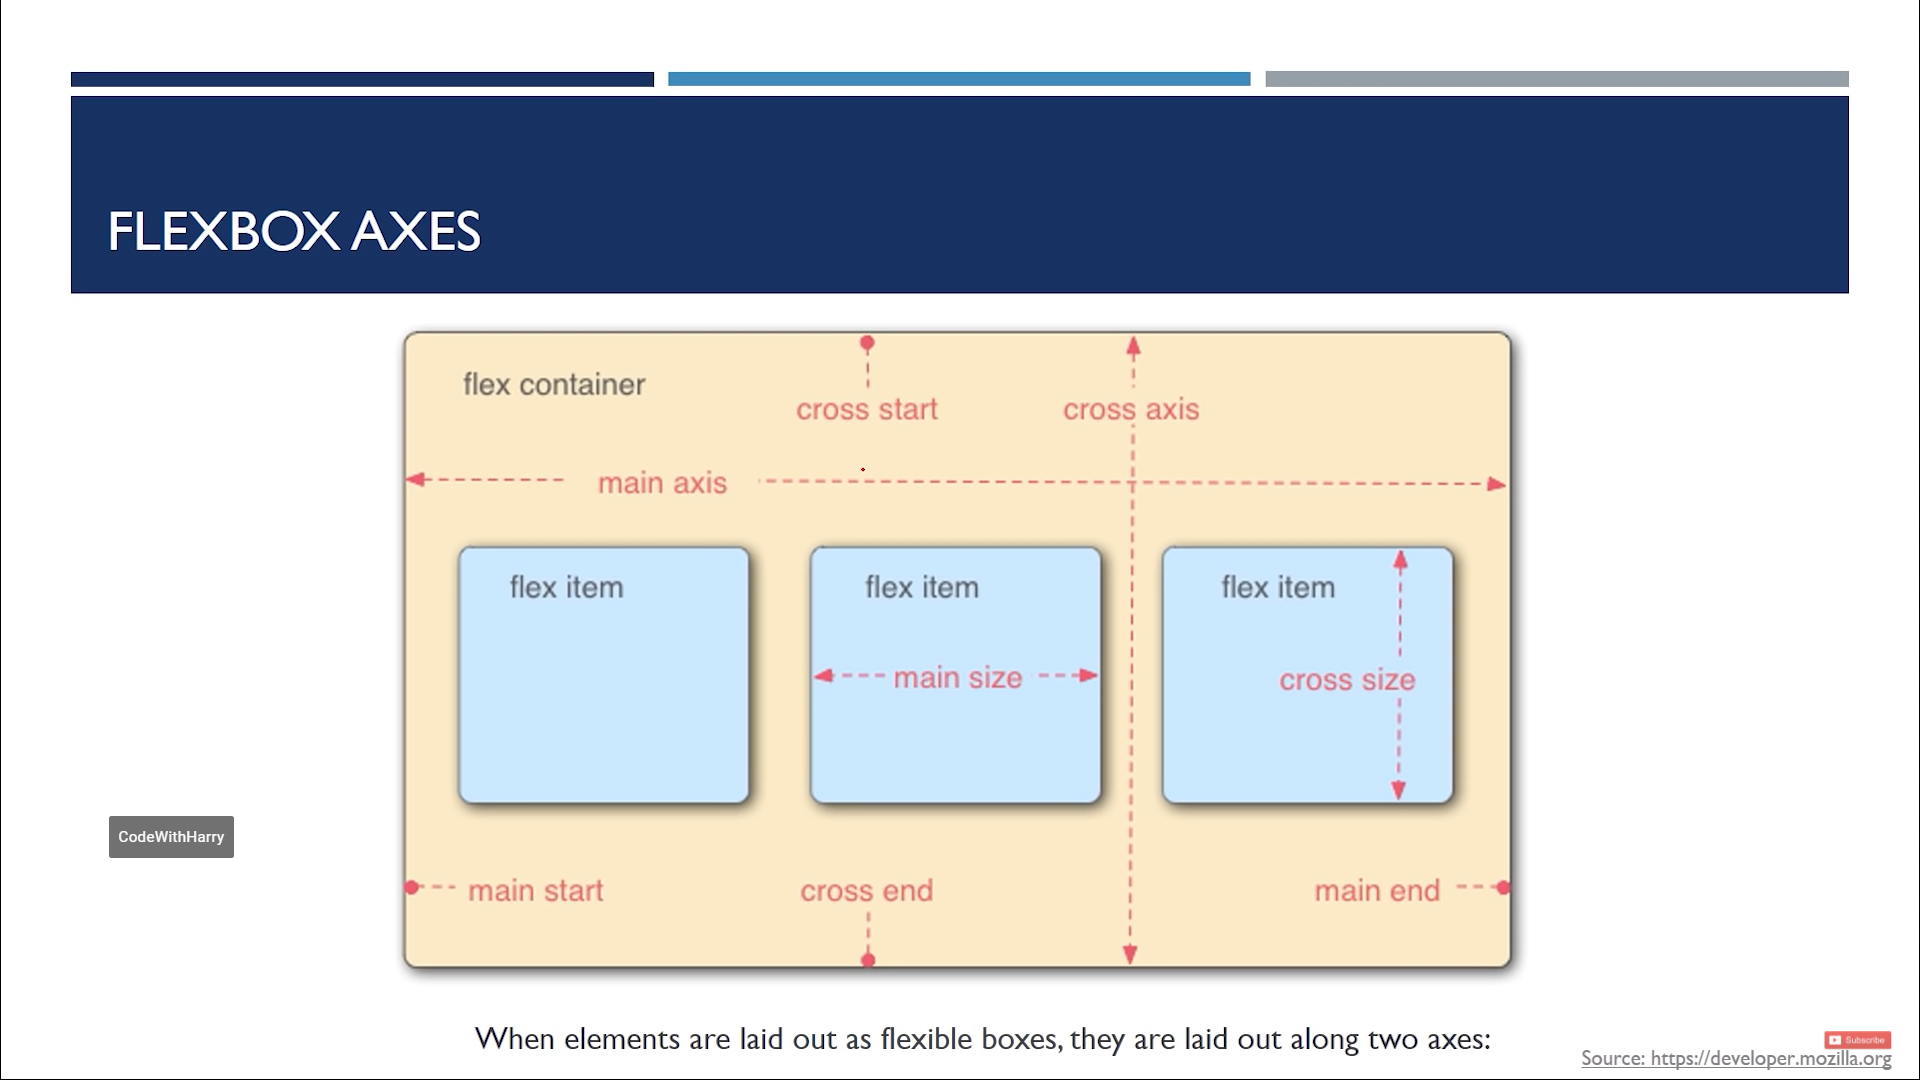 FLEXBOX AXES
flex container
cross start
cross axis
main axis
flex item
flex item
flex item
main size
cross size
CodeWithHarry
main start
cross end
main end
When elements are laid out as flexible boxes, they are laid out along two axes:
Subscribe
Source: https://developer.mozilla.org